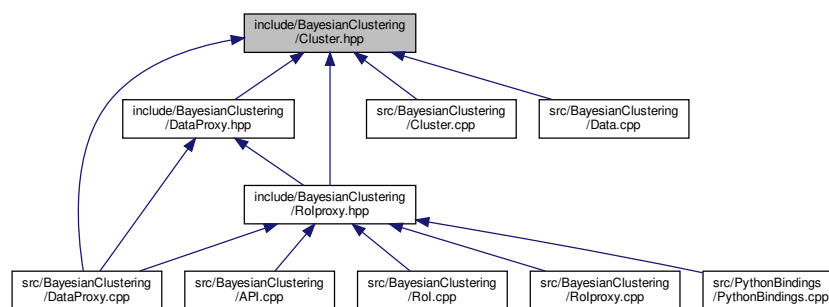 include/BayesianClustering
/Cluster.hpp
include/BayesianClustering
/DataProxy.hpp
src/BayesianClustering
/Cluster.cpp
src/BayesianClustering
/Data.cpp
include/BayesianClustering
/RoIproxy.hpp
src/BayesianClustering
/DataProxy.cpp
src/BayesianClustering
/API.cpp
src/BayesianClustering
/RoI.cpp
src/BayesianClustering
/RoIproxy.cpp
src/PythonBindings
/PythonBindings.cpp